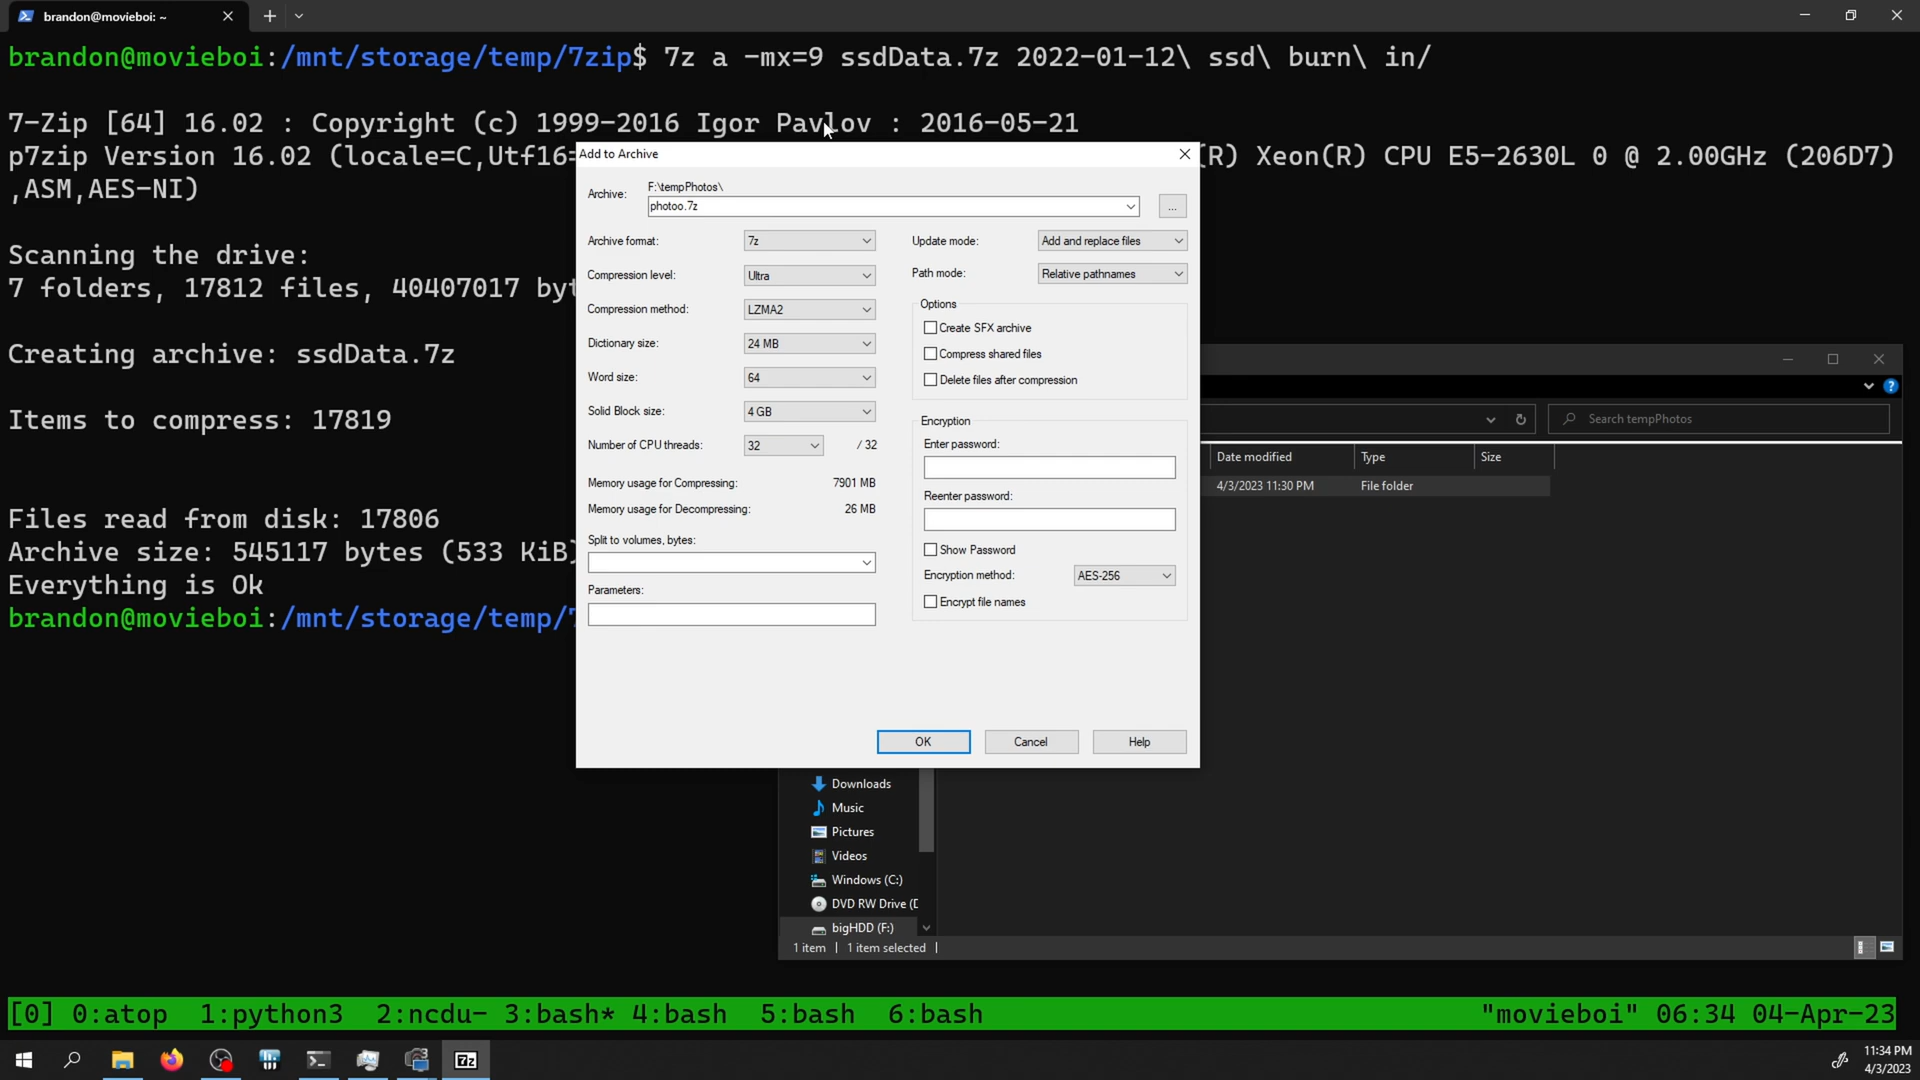 brandon@movieboi: ~
brandon@movieboi:/mnt/storage/temp/7zip$ 7z a -mx=9 ssdData.7z 2022-01-12\ ssd\ burn\ in/
7-Zip [64] 16.02 : Copyright (c) 1999-2016 Igor Pavlov : 2016-05-21
p7zip Version 16.02 (locale=C,Utf16=
(R) Xeon(R) CPU E5-2630L 0 @ 2.00GHz (206D7)
,ASM,AES-NI)
Scanning the drive:
7 folders, 17812 files, 40407017 byt
Creating archive: ssdData.7z
Items to compress: 17819
Files read from disk: 17806
Archive size: 545117 bytes (533 KiB)
Everything is Ok
brandon@movieboi:/mnt/storage/temp/7
Add to Archive
Archive:
F:\tempPhotos\
photoo.7z
...
Archive format:
7z
Compression level:
Ultra
Compression method:
LZMA2
Dictionary size:
24 MB
Word size:
64
Solid Block size:
4 GB
Number of CPU threads:
32
/ 32
Memory usage for Compressing:
7901 MB
Memory usage for Decompressing:
26 MB
Split to volumes, bytes:
Parameters:
Update mode:
Add and replace files
Path mode:
Relative pathnames
Options
Create SFX archive
Compress shared files
Delete files after compression
Encryption
Enter password:
Reenter password:
Show Password
Encryption method:
AES-256
Encrypt file names
OK
Cancel
Help
Search tempPhotos
Date modified
Type
Size
4/3/2023 11:30 PM
File folder
Downloads
Music
Pictures
Videos
Windows (C:)
DVD RW Drive (D
bigHDD (F:)
1 item
1 item selected
[0] 0:atop 1:python3 2:ncdu- 3:bash* 4:bash 5:bash 6:bash
"movieboi" 06:34 04-Apr-23
7z
11:34 PM
4/3/2023